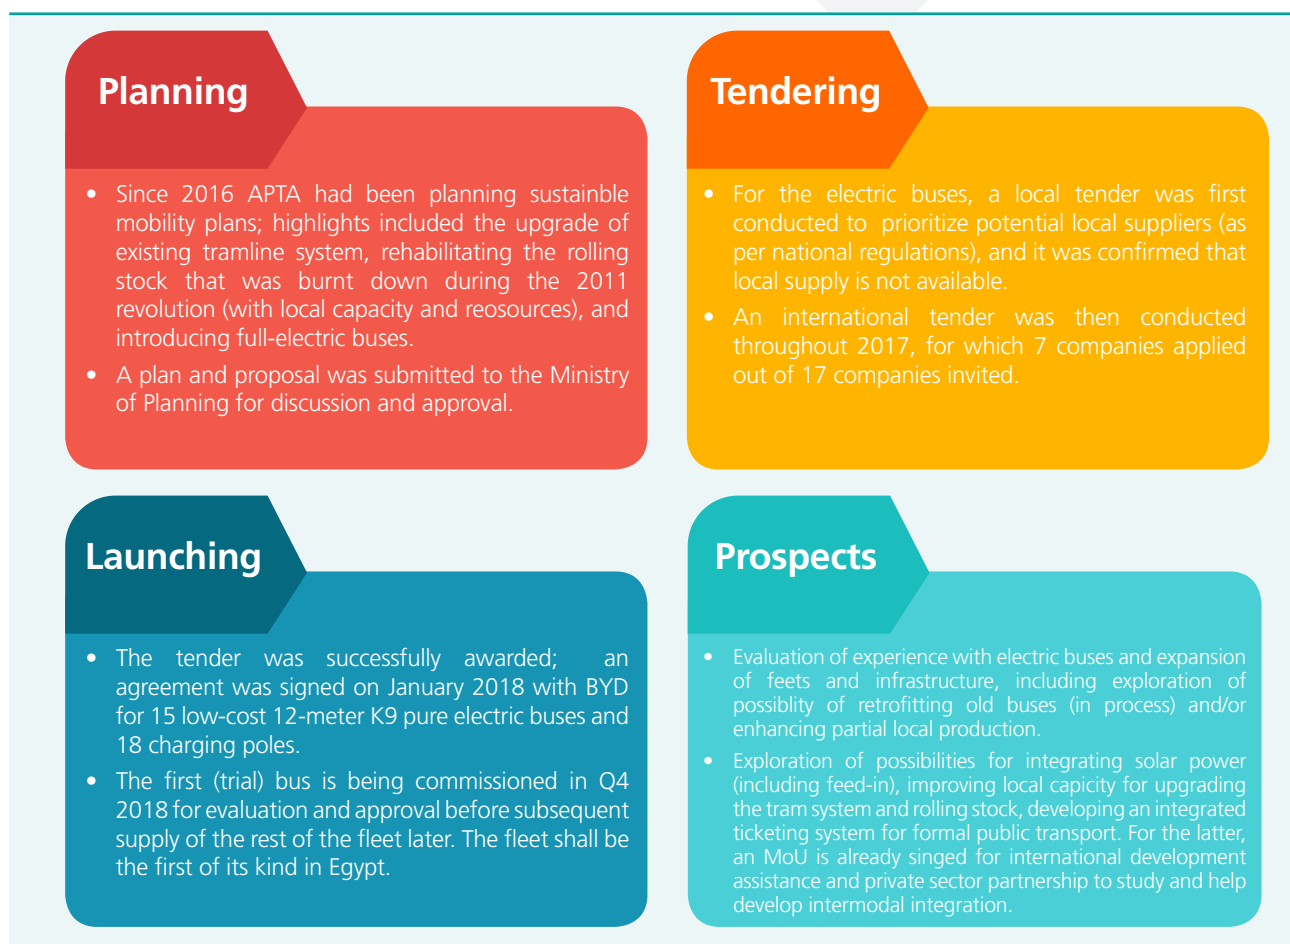 Planning
• Since 2016 APTA had been planning sustainble
mobility plans; highlights included the upgrade of
existing tramline system, rehabilitating the rolling
stock that was burnt down during the 2011
revolution (with local capacity and reosources), and
introducing full-electric buses.
• A plan and proposal was submitted to the Ministry
of Planning for discussion and approval.
Tendering
• For the electric buses, a local tender was first
conducted to prioritize potential local suppliers (as
per national regulations), and it was confirmed that
local supply is not available.
• An international tender was then conducted
throughout 2017, for which 7 companies applied
out of 17 companies invited.
Launching
• The tender was successfully awarded; an
agreement was signed on January 2018 with BYD
for 15 low-cost 12-meter K9 pure electric buses and
18 charging poles.
• The first (trial) bus is being commissioned in Q4
2018 for evaluation and approval before subsequent
supply of the rest of the fleet later. The fleet shall be
the first of its kind in Egypt.
Prospects
• Evaluation of experience with electric buses and expansion
of feets and infrastructure, including exploration of
possiblity of retrofitting old buses (in process) and/or
enhancing partial local production.
• Exploration of possibilities for integrating solar power
(including feed-in), improving local capicity for upgrading
the tram system and rolling stock, developing an integrated
ticketing system for formal public transport. For the latter,
an MoU is already singed for international development
assistance and private sector partnership to study and help
develop intermodal integration.